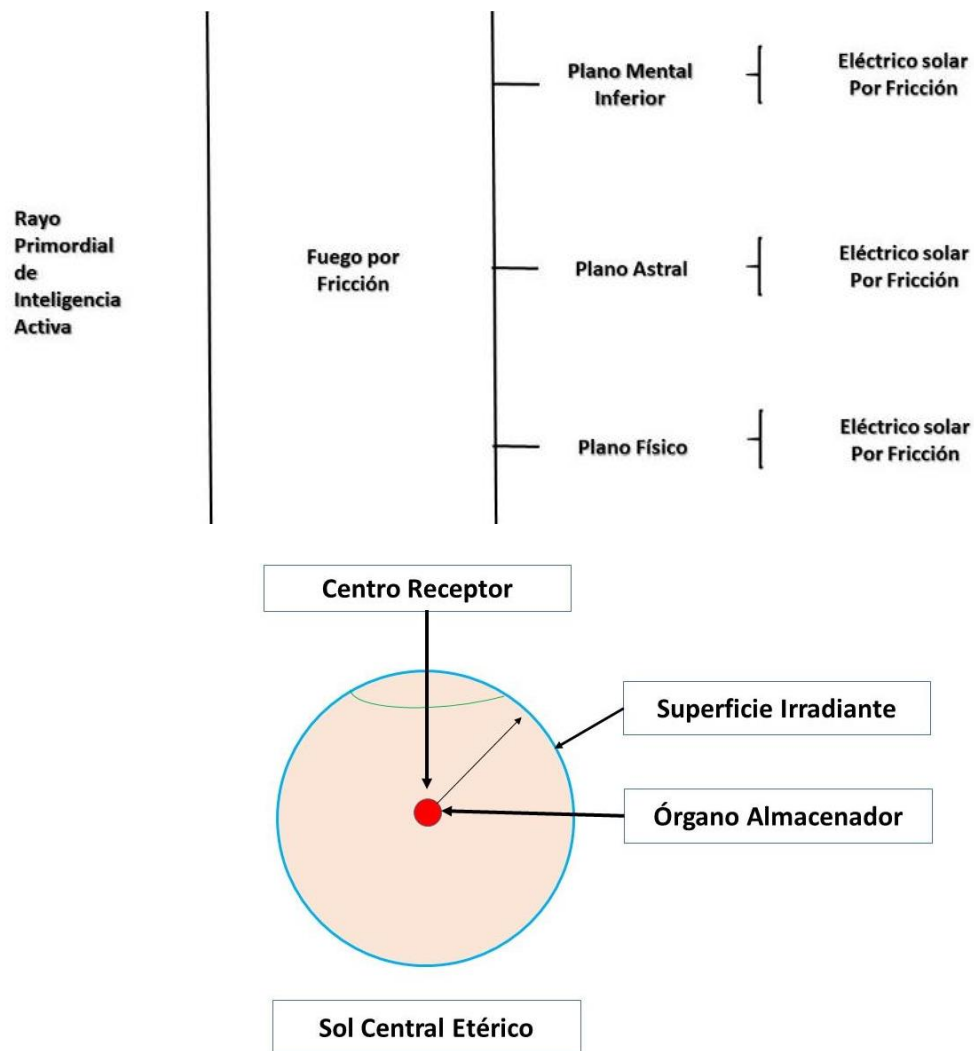 Rayo
Primordial
de
Inteligencia
Activa
Fuego por
Fricción
Plano Mental
Inferior
Eléctrico solar
Por Fricción
Plano Astral
Eléctrico solar
Por Fricción
Plano Físico
Eléctrico solar
Por Fricción
Centro Receptor
Superficie Irradiante
Órgano Almacenador
Sol Central Etérico